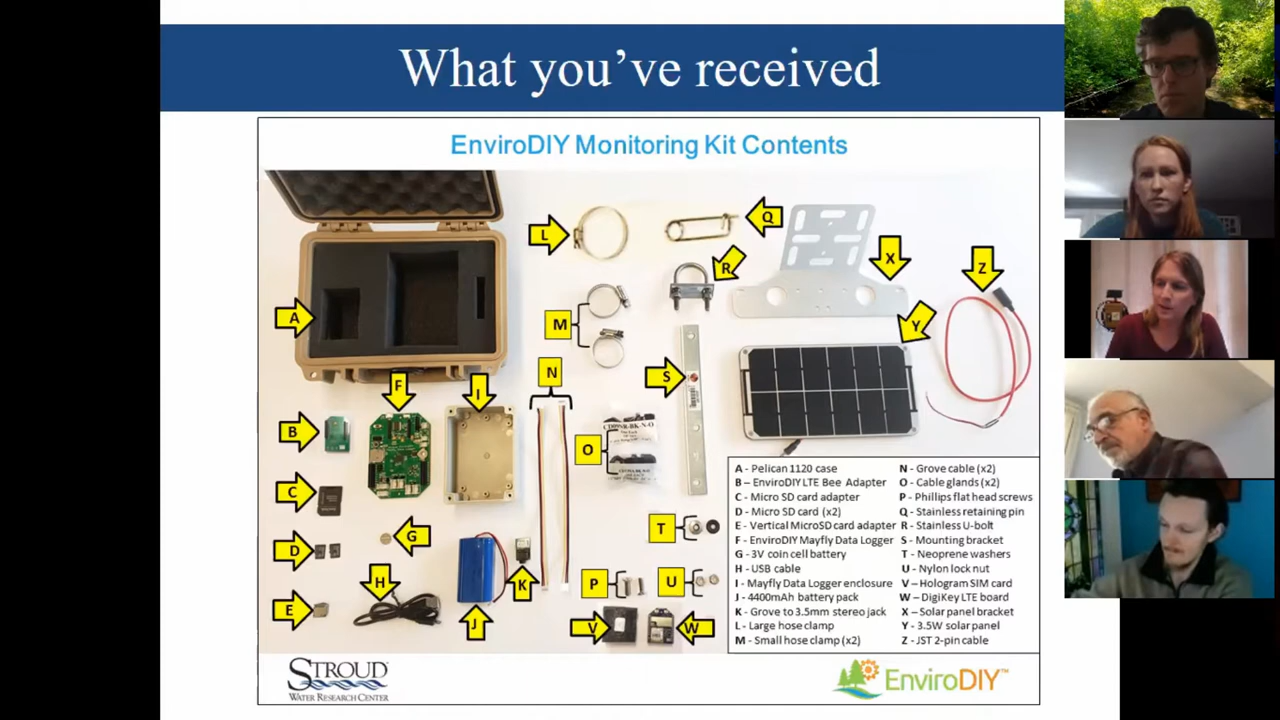 What you've received
EnviroDIY Monitoring Kit Contents
L
Q
R
X
Z
A
M
Y
N
S
F
I
B
O
C
G
T
D
H
K
P
U
E
J
V
W
CD09NR-BK-N-O
A - Pelican 1120 case
B – EnviroDIY LTE Bee Adapter
C - Micro SD card adapter
D - Micro SD card (x2)
E - Vertical MicroSD card adapter
F - EnviroDIY Mayfly Data Logger
G - 3V coin cell battery
H - USB cable
I - Mayfly Data Logger enclosure
J - 4400mAh battery pack
K - Grove to 3.5mm stereo jack
L - Large hose clamp
M - Small hose clamp (x2)
N - Grove cable (x2)
O - Cable glands (x2)
P - Phillips flat head screws
Q - Stainless retaining pin
R - Stainless U-bolt
S - Mounting bracket
T - Neoprene washers
U - Nylon lock nut
V – Hologram SIM card
W – DigiKey LTE board
X – Solar panel bracket
Y - 3.5W solar panel
Z - JST 2-pin cable
STROUD™
WATER RESEARCH CENTER
EnviroDIY™